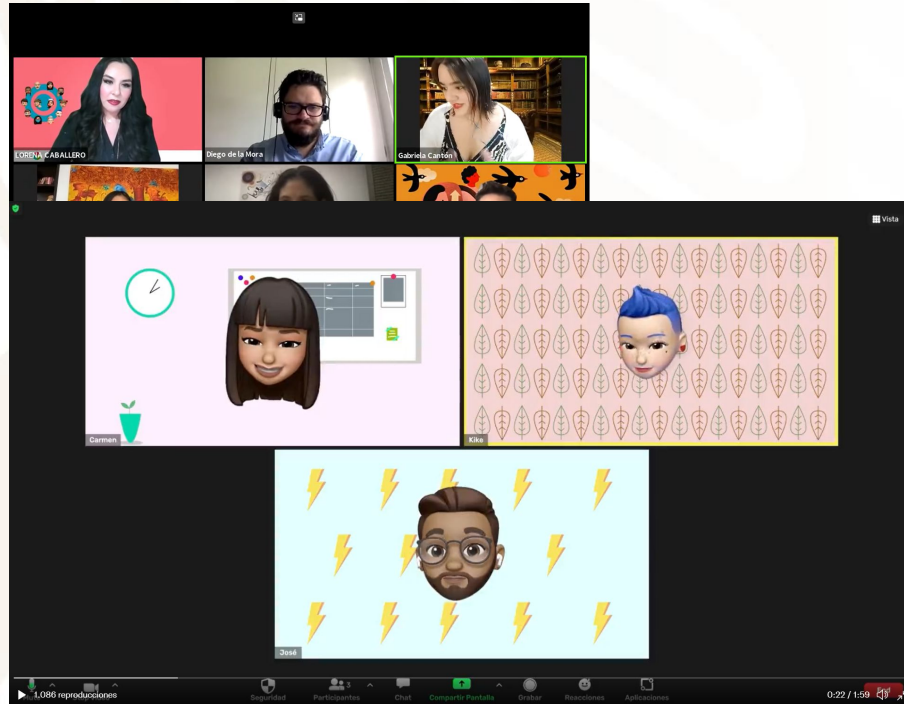 LORENA CABALLERO
Diego de la Mora
Gabriela Cantón
Vista
Carmen
Kike
José
3
Seguridad
Participantes
Chat
Compartir Pantalla
Grabar
Reacciones
Aplicaciones
1,086 reproducciones
0:22 / 1:59